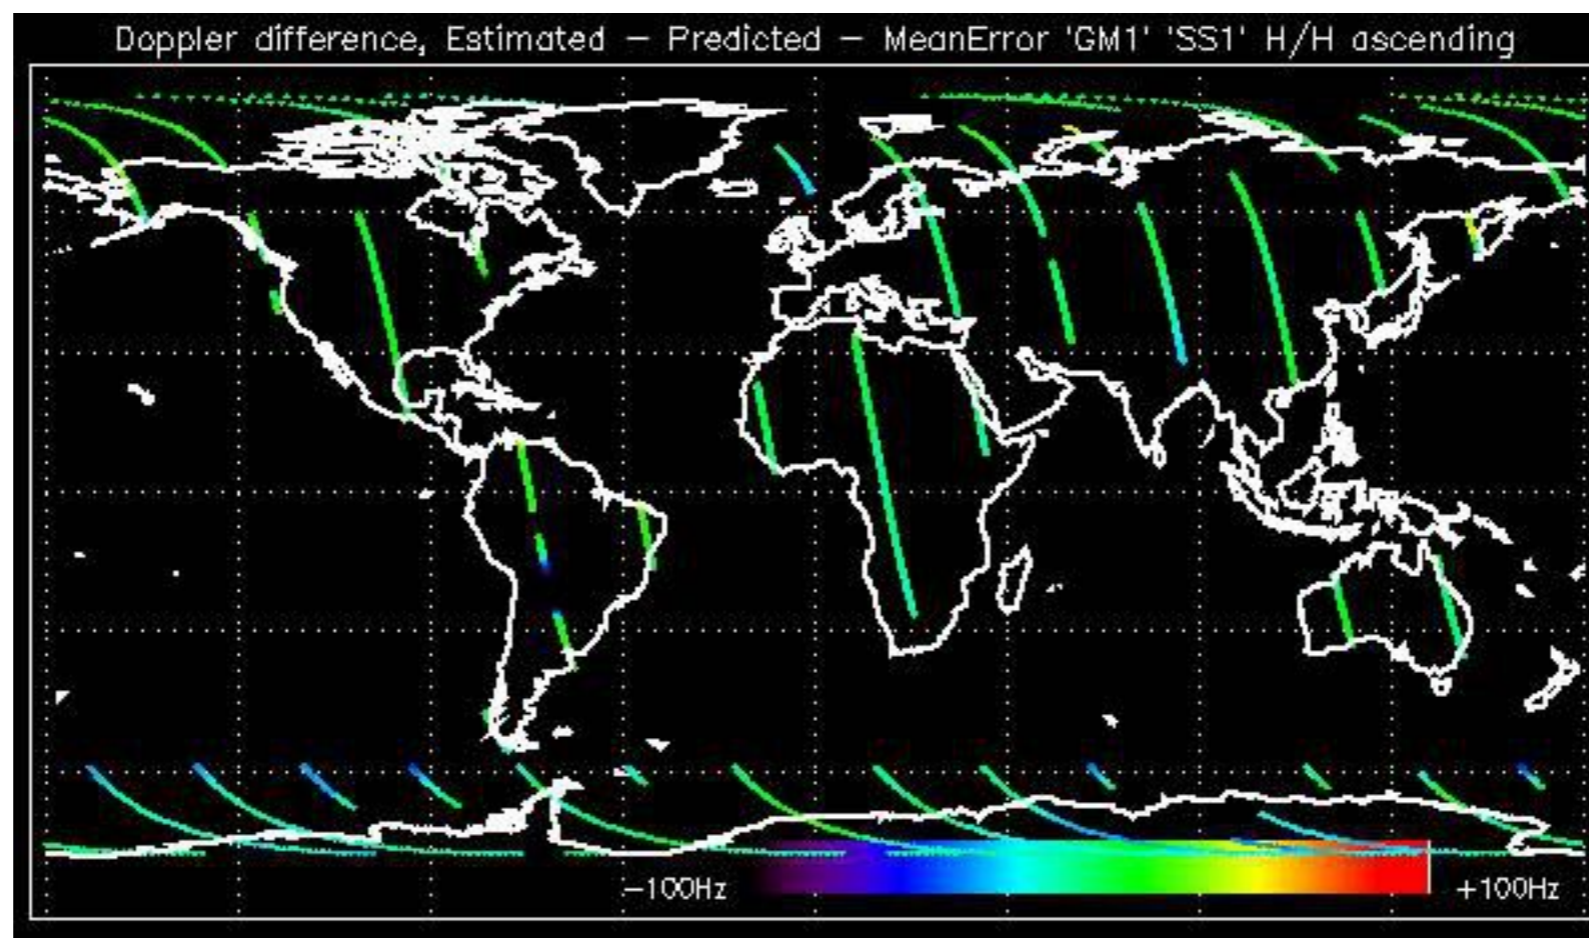 Doppler difference, Estimated − Predicted − MeanError 'GM1' 'SS1' H/H ascending
−100Hz
+100Hz